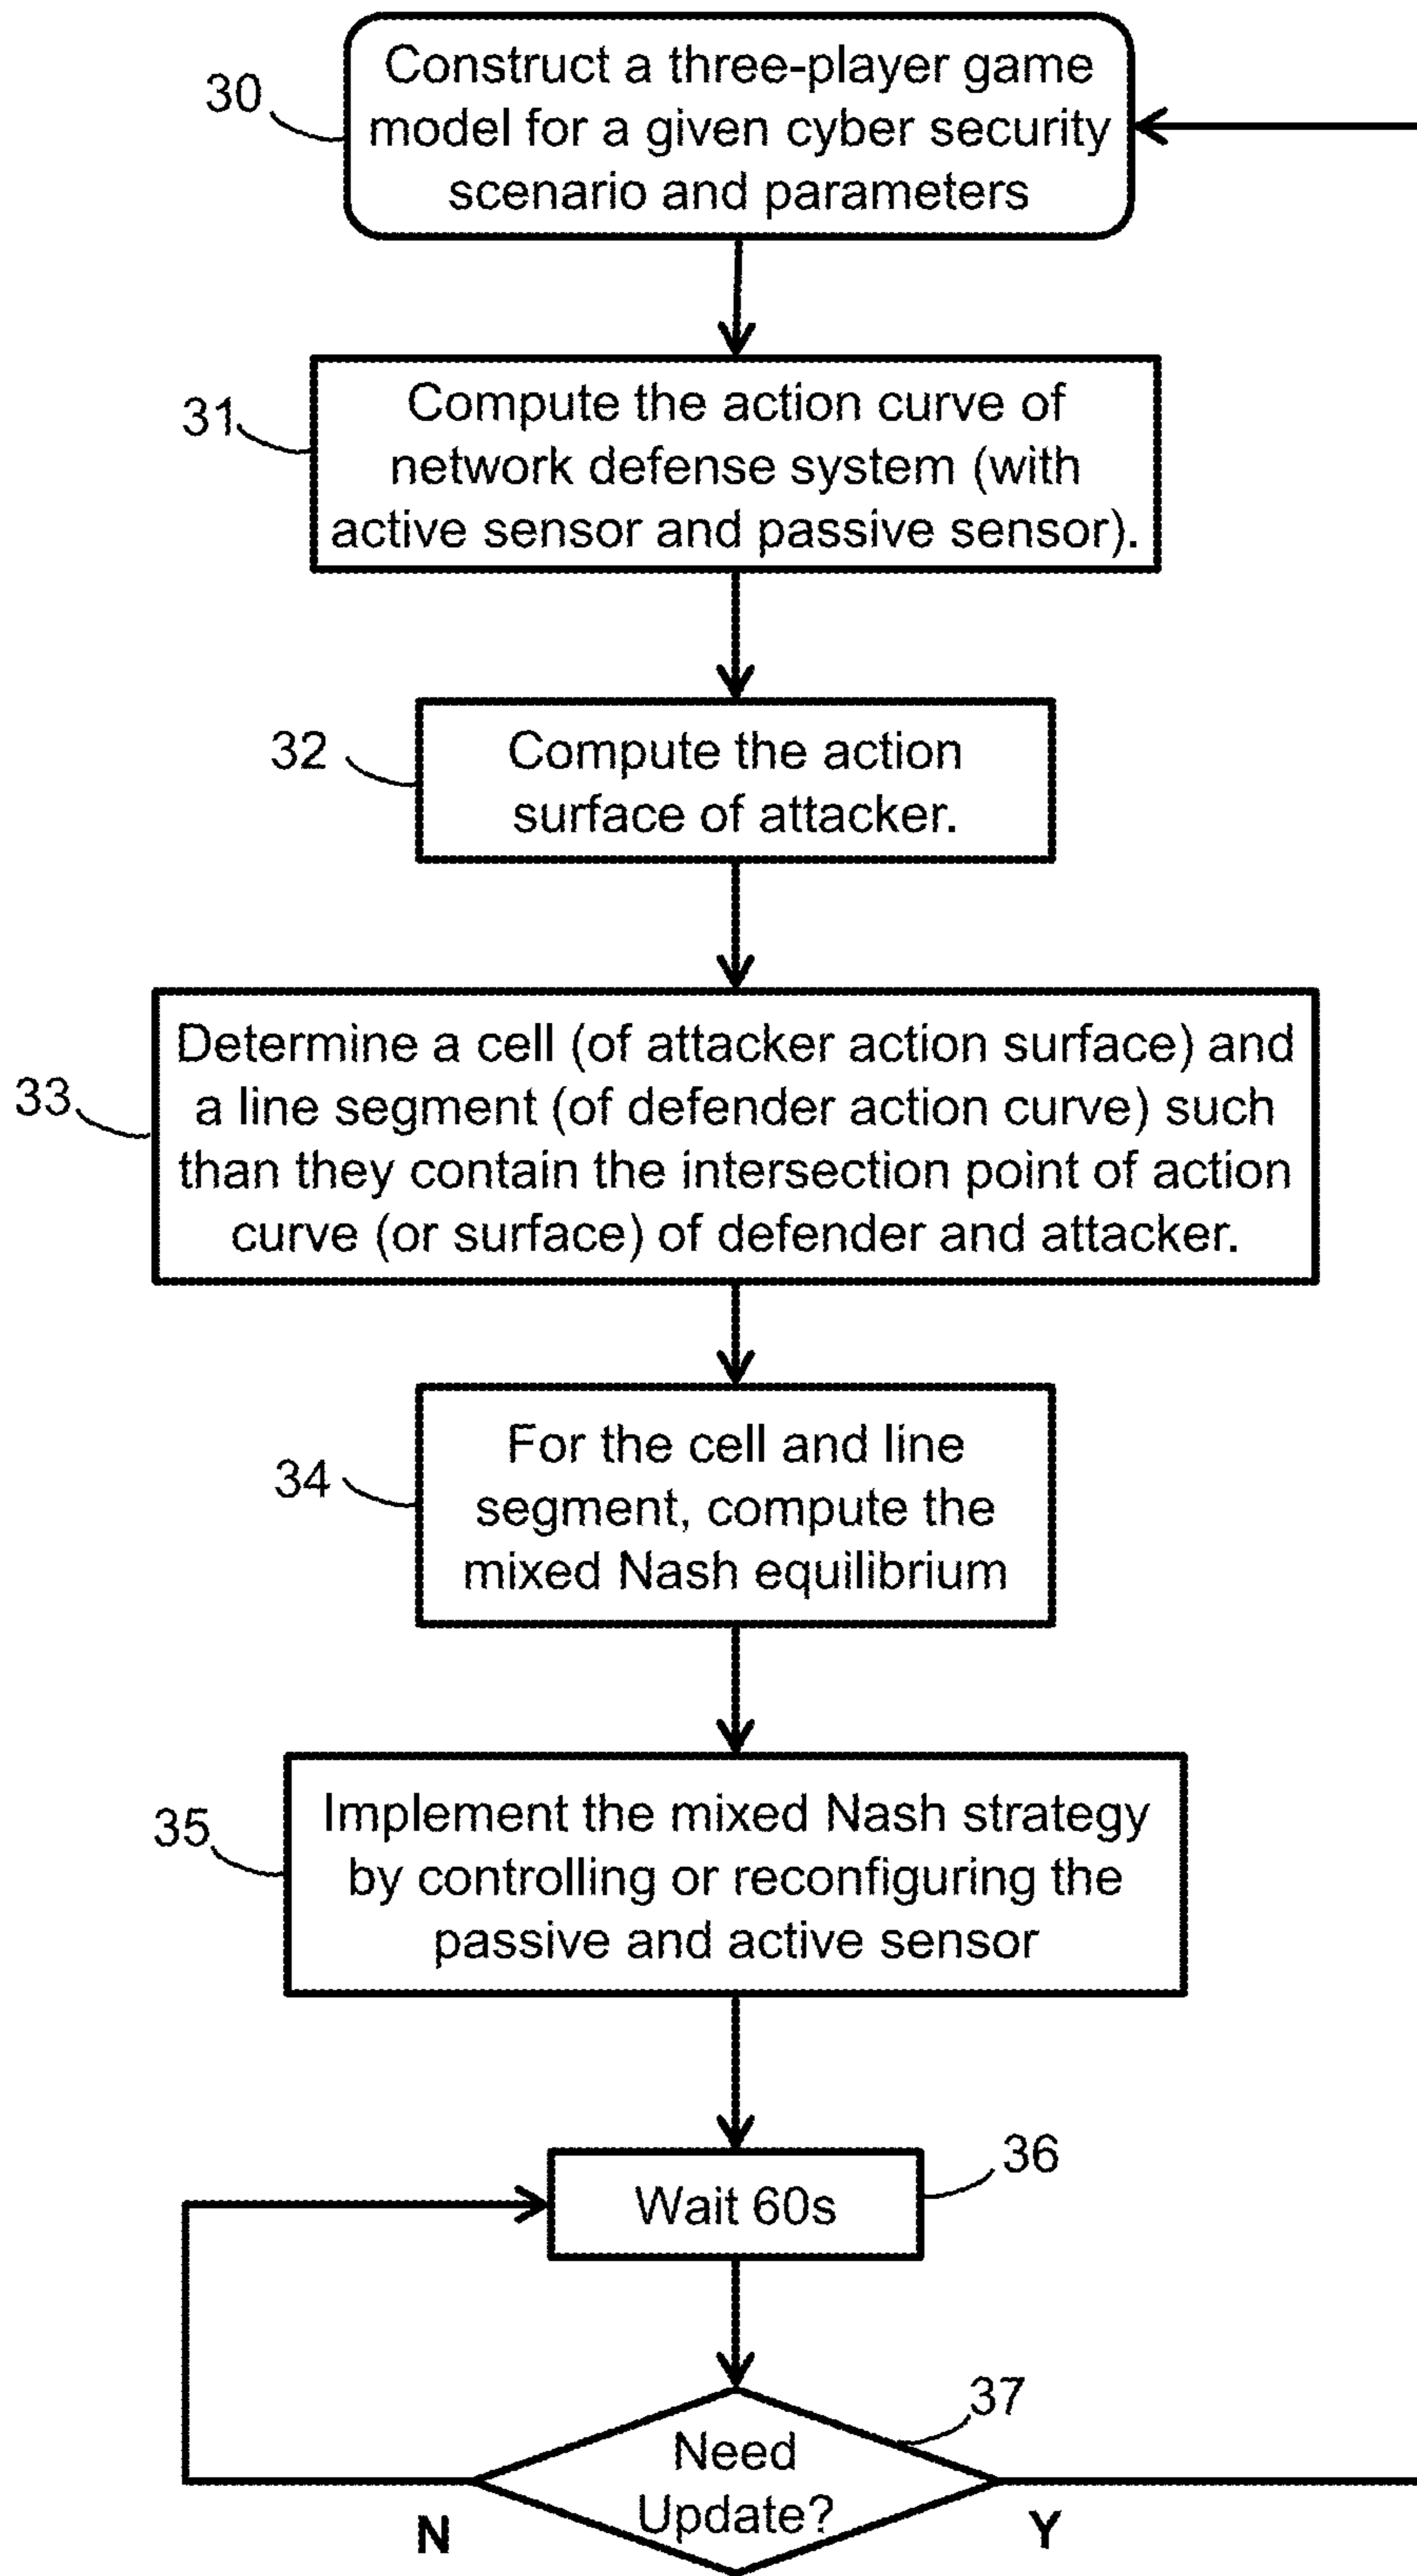 30
Construct a three-player game
model for a given cyber security
scenario and parameters
31
Compute the action curve of
network defense system (with
active sensor and passive sensor).
32
Compute the action
surface of attacker.
33
Determine a cell (of attacker action surface) and
a line segment (of defender action curve) such
than they contain the intersection point of action
curve (or surface) of defender and attacker.
34
For the cell and line
segment, compute the
mixed Nash equilibrium
35
Implement the mixed Nash strategy
by controlling or reconfiguring the
passive and active sensor
36
Wait 60s
37
Need
Update?
N
Y